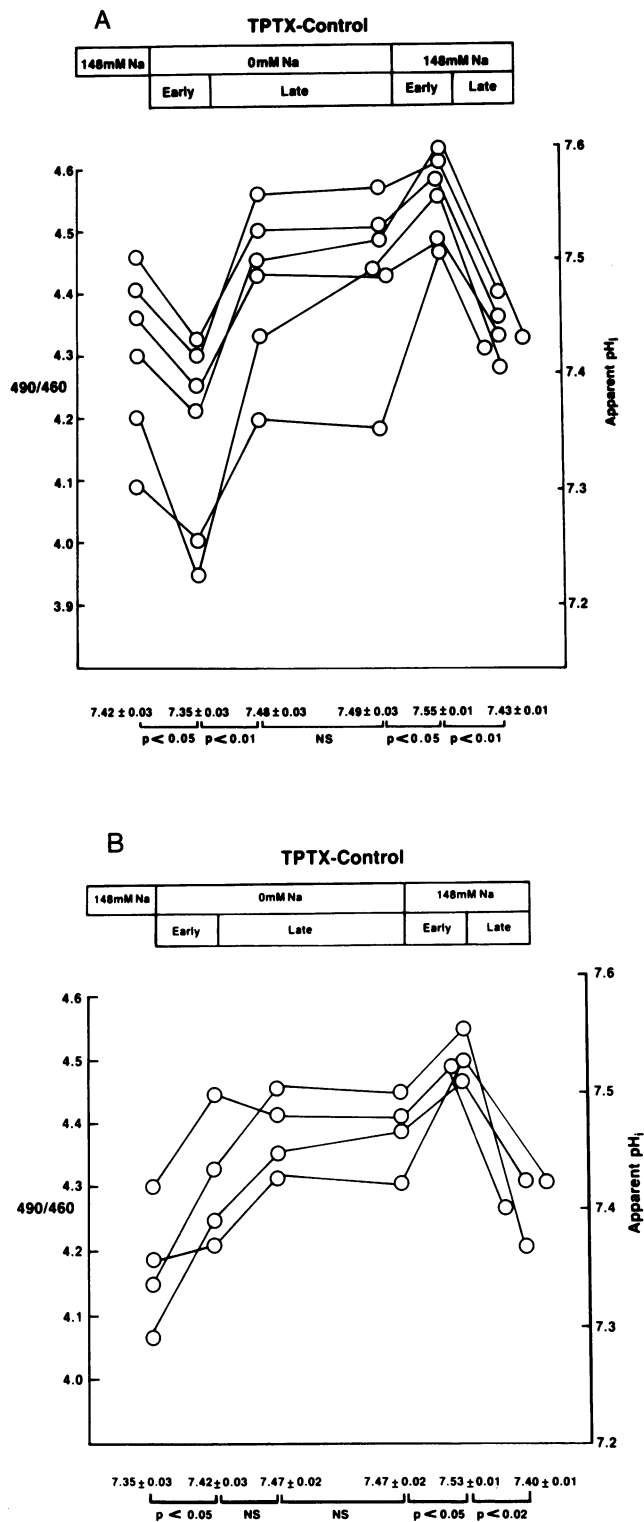 A
TPTX-Control
148mM Na 0mM Na 148mM Na
Early Late Early Late
4.6
4.5
4.4
4.3
4.2
4.1
4.0
3.9
490/460
7.6
7.5
7.4
7.3
7.2
Apparent pHi
7.42 ± 0.03 7.35 ± 0.03 7.48 ± 0.03 7.49 ± 0.03 7.55 ± 0.01 7.43 ± 0.01
p < 0.05 p < 0.01 NS p < 0.05 p < 0.01
B
TPTX-Control
148mM Na 0mM Na 148mM Na
Early Late Early Late
4.6
4.5
4.4
4.3
4.2
4.1
4.0
490/460
7.6
7.5
7.4
7.3
7.2
Apparent pHi
7.35 ± 0.03 7.42 ± 0.03 7.47 ± 0.02 7.47 ± 0.02 7.53 ± 0.01 7.40 ± 0.01
p < 0.05 NS NS p < 0.05 p < 0.02